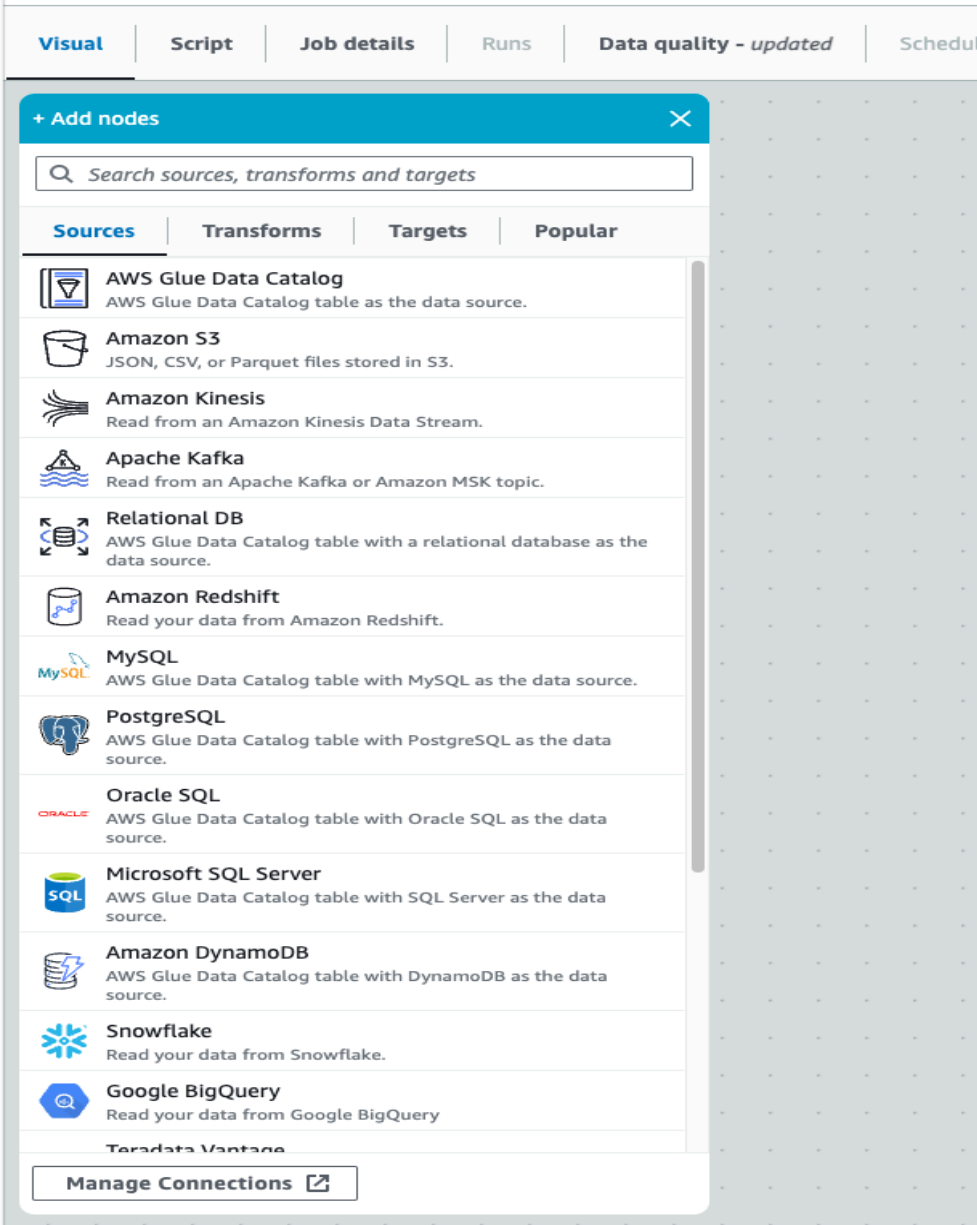 Visual
Script
Job details
Runs
Data quality - updated
Schedul
+ Add nodes
Search sources, transforms and targets
Sources
Transforms
Targets
Popular
AWS Glue Data Catalog
AWS Glue Data Catalog table as the data source.
Amazon S3
JSON, CSV, or Parquet files stored in S3.
Amazon Kinesis
Read from an Amazon Kinesis Data Stream.
K
Apache Kafka
Read from an Apache Kafka or Amazon MSK topic.
Relational DB
AWS Glue Data Catalog table with a relational database as the
data source.
Amazon Redshift
Read your data from Amazon Redshift.
MySQL
MySQL
AWS Glue Data Catalog table with MySQL as the data source.
PostgreSQL
AWS Glue Data Catalog table with PostgreSQL as the data
source.
ORACLE
Oracle SQL
AWS Glue Data Catalog table with Oracle SQL as the data
source.
SQL
Microsoft SQL Server
AWS Glue Data Catalog table with SQL Server as the data
source.
Amazon DynamoDB
AWS Glue Data Catalog table with DynamoDB as the data
source.
Snowflake
Read your data from Snowflake.
Google BigQuery
Read your data from Google BigQuery
Teradata Vantage
Manage Connections